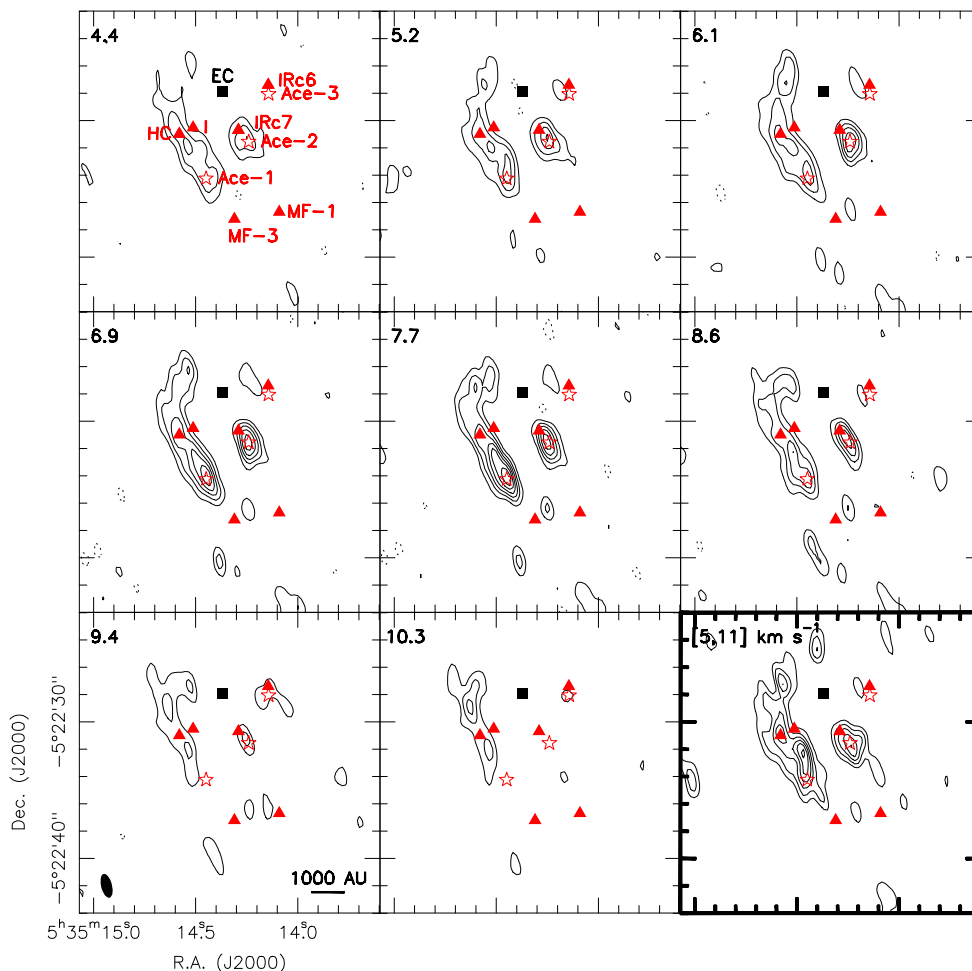 4.4
5.2
6.1
EC
IRc6
Ace-3
HC
I
IRc7
Ace-2
Ace-1
MF-1
MF-3
6.9
7.7
8.6
9.4
10.3
[5,11] km s⁻¹
Dec. (J2000)
-5°22'30"
-5°22'40"
1000 AU
5ʰ35ᵐ15.0ˢ
14.5ˢ
14.0ˢ
R.A. (J2000)